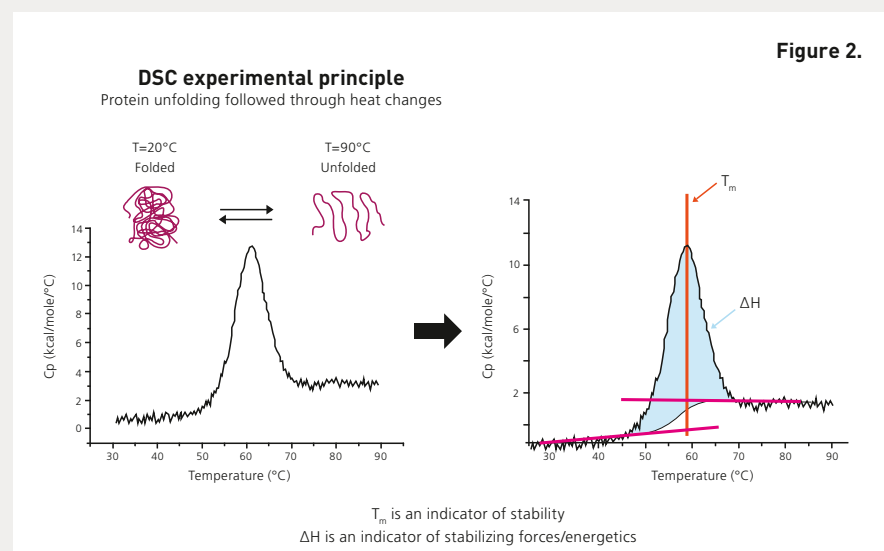 Figure 2.
DSC experimental principle
Protein unfolding followed through heat changes
T=20°C
Folded
T=90°C
Unfolded
14
12
10
8
6
4
2
0
Cp (kcal/mole/°C)
30 40 50 60 70 80 90
Temperature (°C)
Tm
ΔH
14
10
6
2
Cp (kcal/mole/°C)
30 40 50 60 70 80 90
Temperature (°C)
Tm is an indicator of stability
ΔH is an indicator of stabilizing forces/energetics